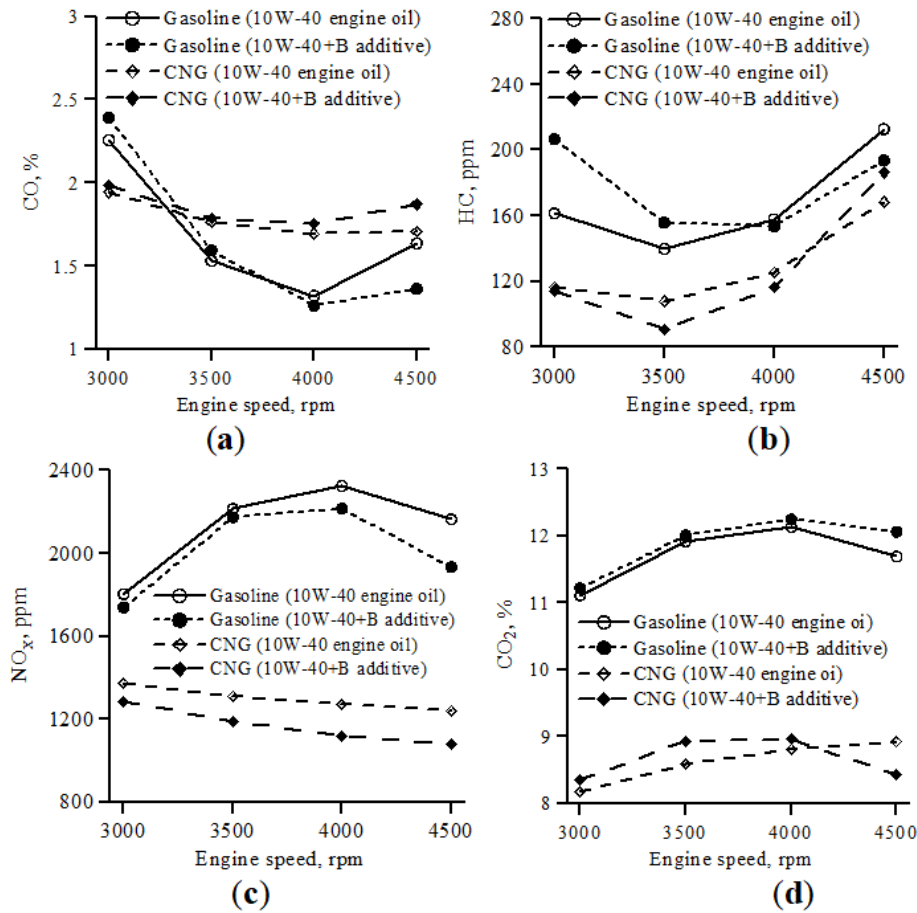 Gasoline (10W-40 engine oil)
Gasoline (10W-40+B additive)
CNG (10W-40 engine oil)
CNG (10W-40+B additive)
3
2.5
2
1.5
1
CO, %
3000 3500 4000 4500
Engine speed, rpm
(a)
Gasoline (10W-40 engine oil)
Gasoline (10W-40+B additive)
CNG (10W-40 engine oil)
CNG (10W-40+B additive)
280
240
200
160
120
80
HC, ppm
3000 3500 4000 4500
Engine speed, rpm
(b)
2400
2000
1600
1200
800
NOx, ppm
Gasoline (10W-40 engine oil)
Gasoline (10W-40+B additive)
CNG (10W-40 engine oil)
CNG (10W-40+B additive)
3000 3500 4000 4500
Engine speed, rpm
(c)
13
12
11
10
9
8
CO2, %
Gasoline (10W-40 engine oi)
Gasoline (10W-40+B additive)
CNG (10W-40 engine oi)
CNG (10W-40+B additive)
3000 3500 4000 4500
Engine speed, rpm
(d)